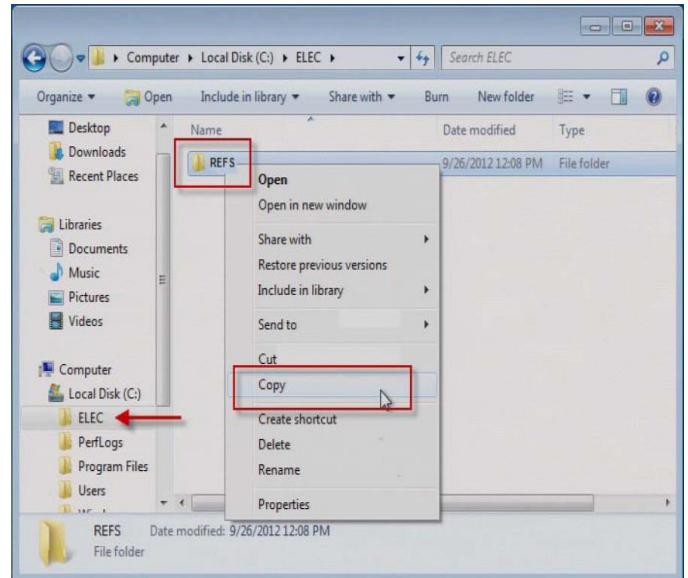 Computer ▸ Local Disk (C:) ▸ ELEC ▸
Search ELEC
Organize ▾ Open Include in library ▾ Share with ▾ Burn New folder
Name Date modified Type
Desktop
Downloads
Recent Places
Libraries
Documents
Music
Pictures
Videos
Computer
Local Disk (C:)
ELEC
PerfLogs
Program Files
Users
REFS 9/26/2012 12:08 PM File folder
Open
Open in new window
Share with
Restore previous versions
Include in library
Send to
Cut
Copy
Create shortcut
Delete
Rename
Properties
REFS Date modified: 9/26/2012 12:08 PM
File folder